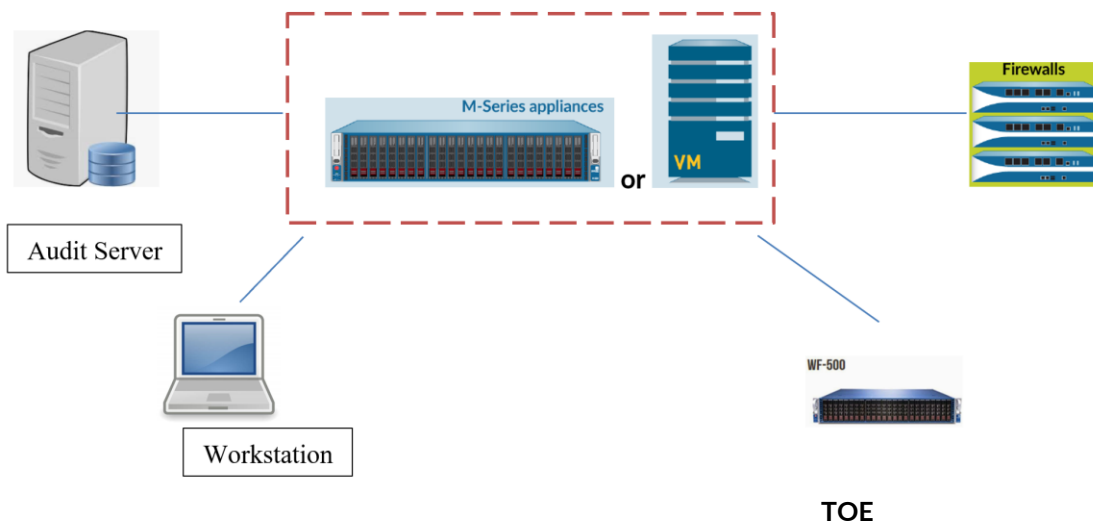 Firewalls
M-Series appliances
VM
or
Audit Server
WF-500
Workstation
TOE